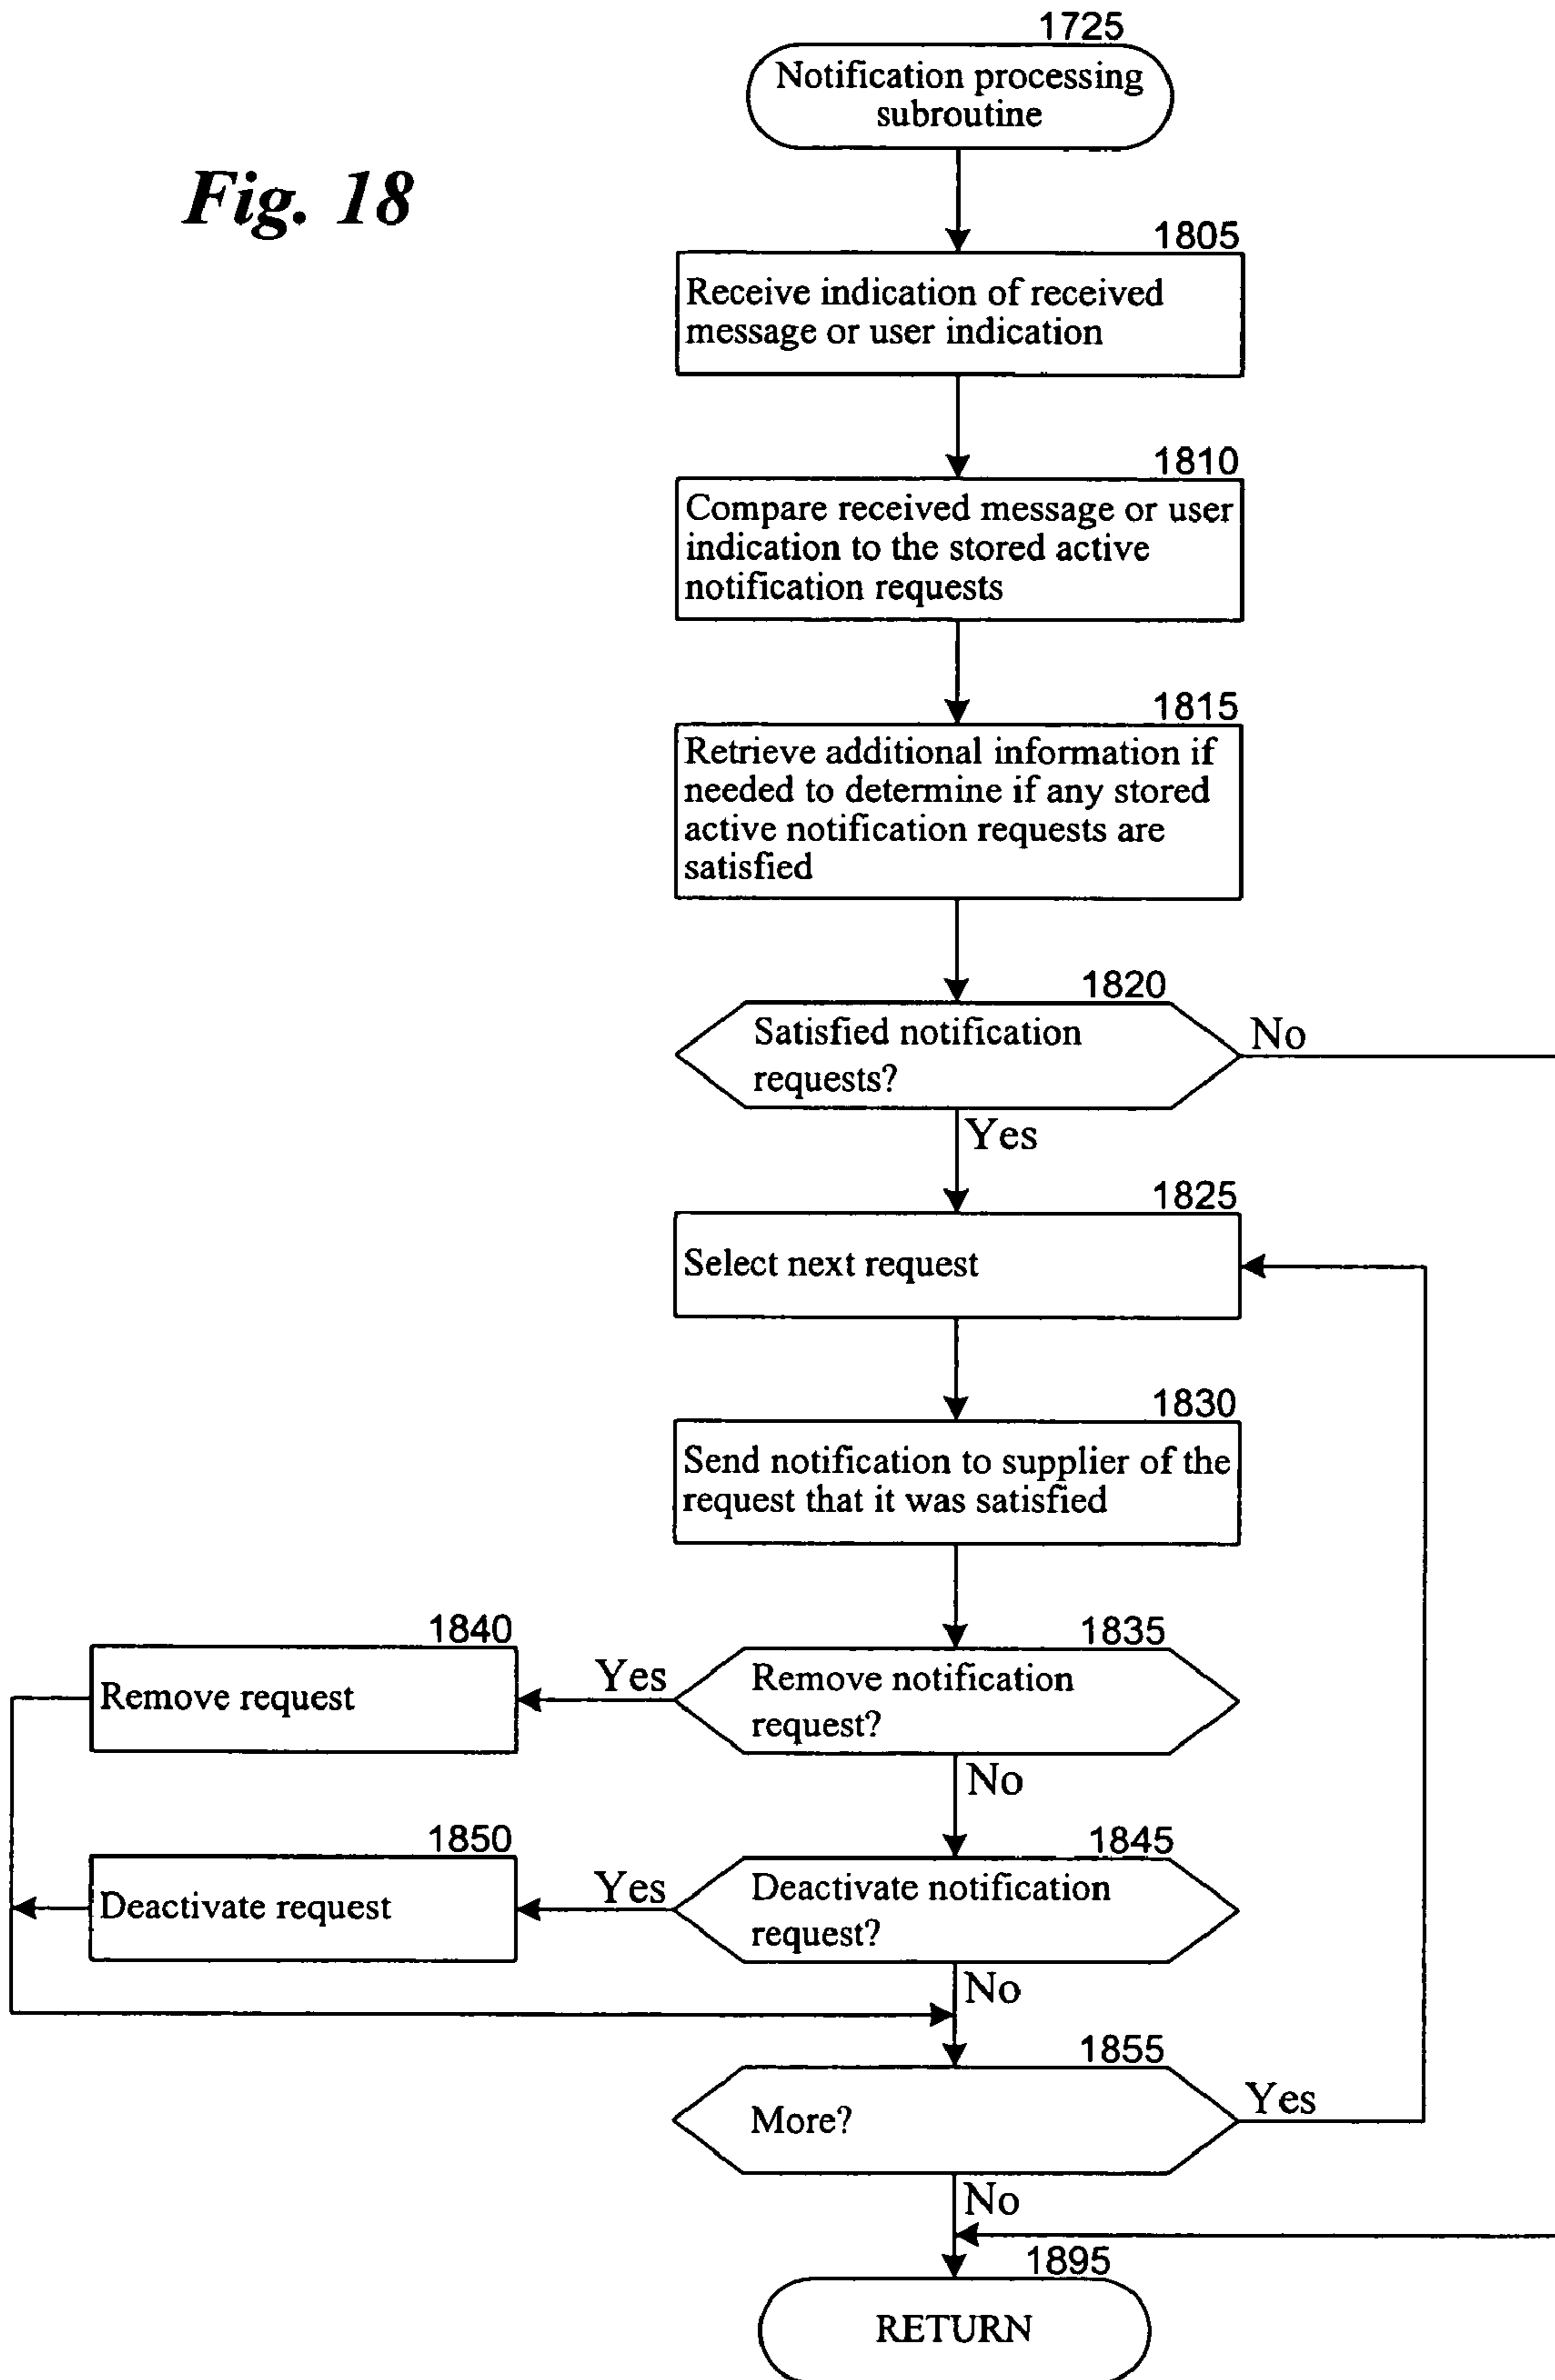 Fig. 18
1725
Notification processing
subroutine
1805
Receive indication of received
message or user indication
1810
Compare received message or user
indication to the stored active
notification requests
1815
Retrieve additional information if
needed to determine if any stored
active notification requests are
satisfied
1820
Satisfied notification
requests?
No
Yes
1825
Select next request
1830
Send notification to supplier of the
request that it was satisfied
1835
Remove notification
request?
Yes
1840
Remove request
No
1845
Deactivate notification
request?
Yes
1850
Deactivate request
No
1855
More?
Yes
No
1895
RETURN